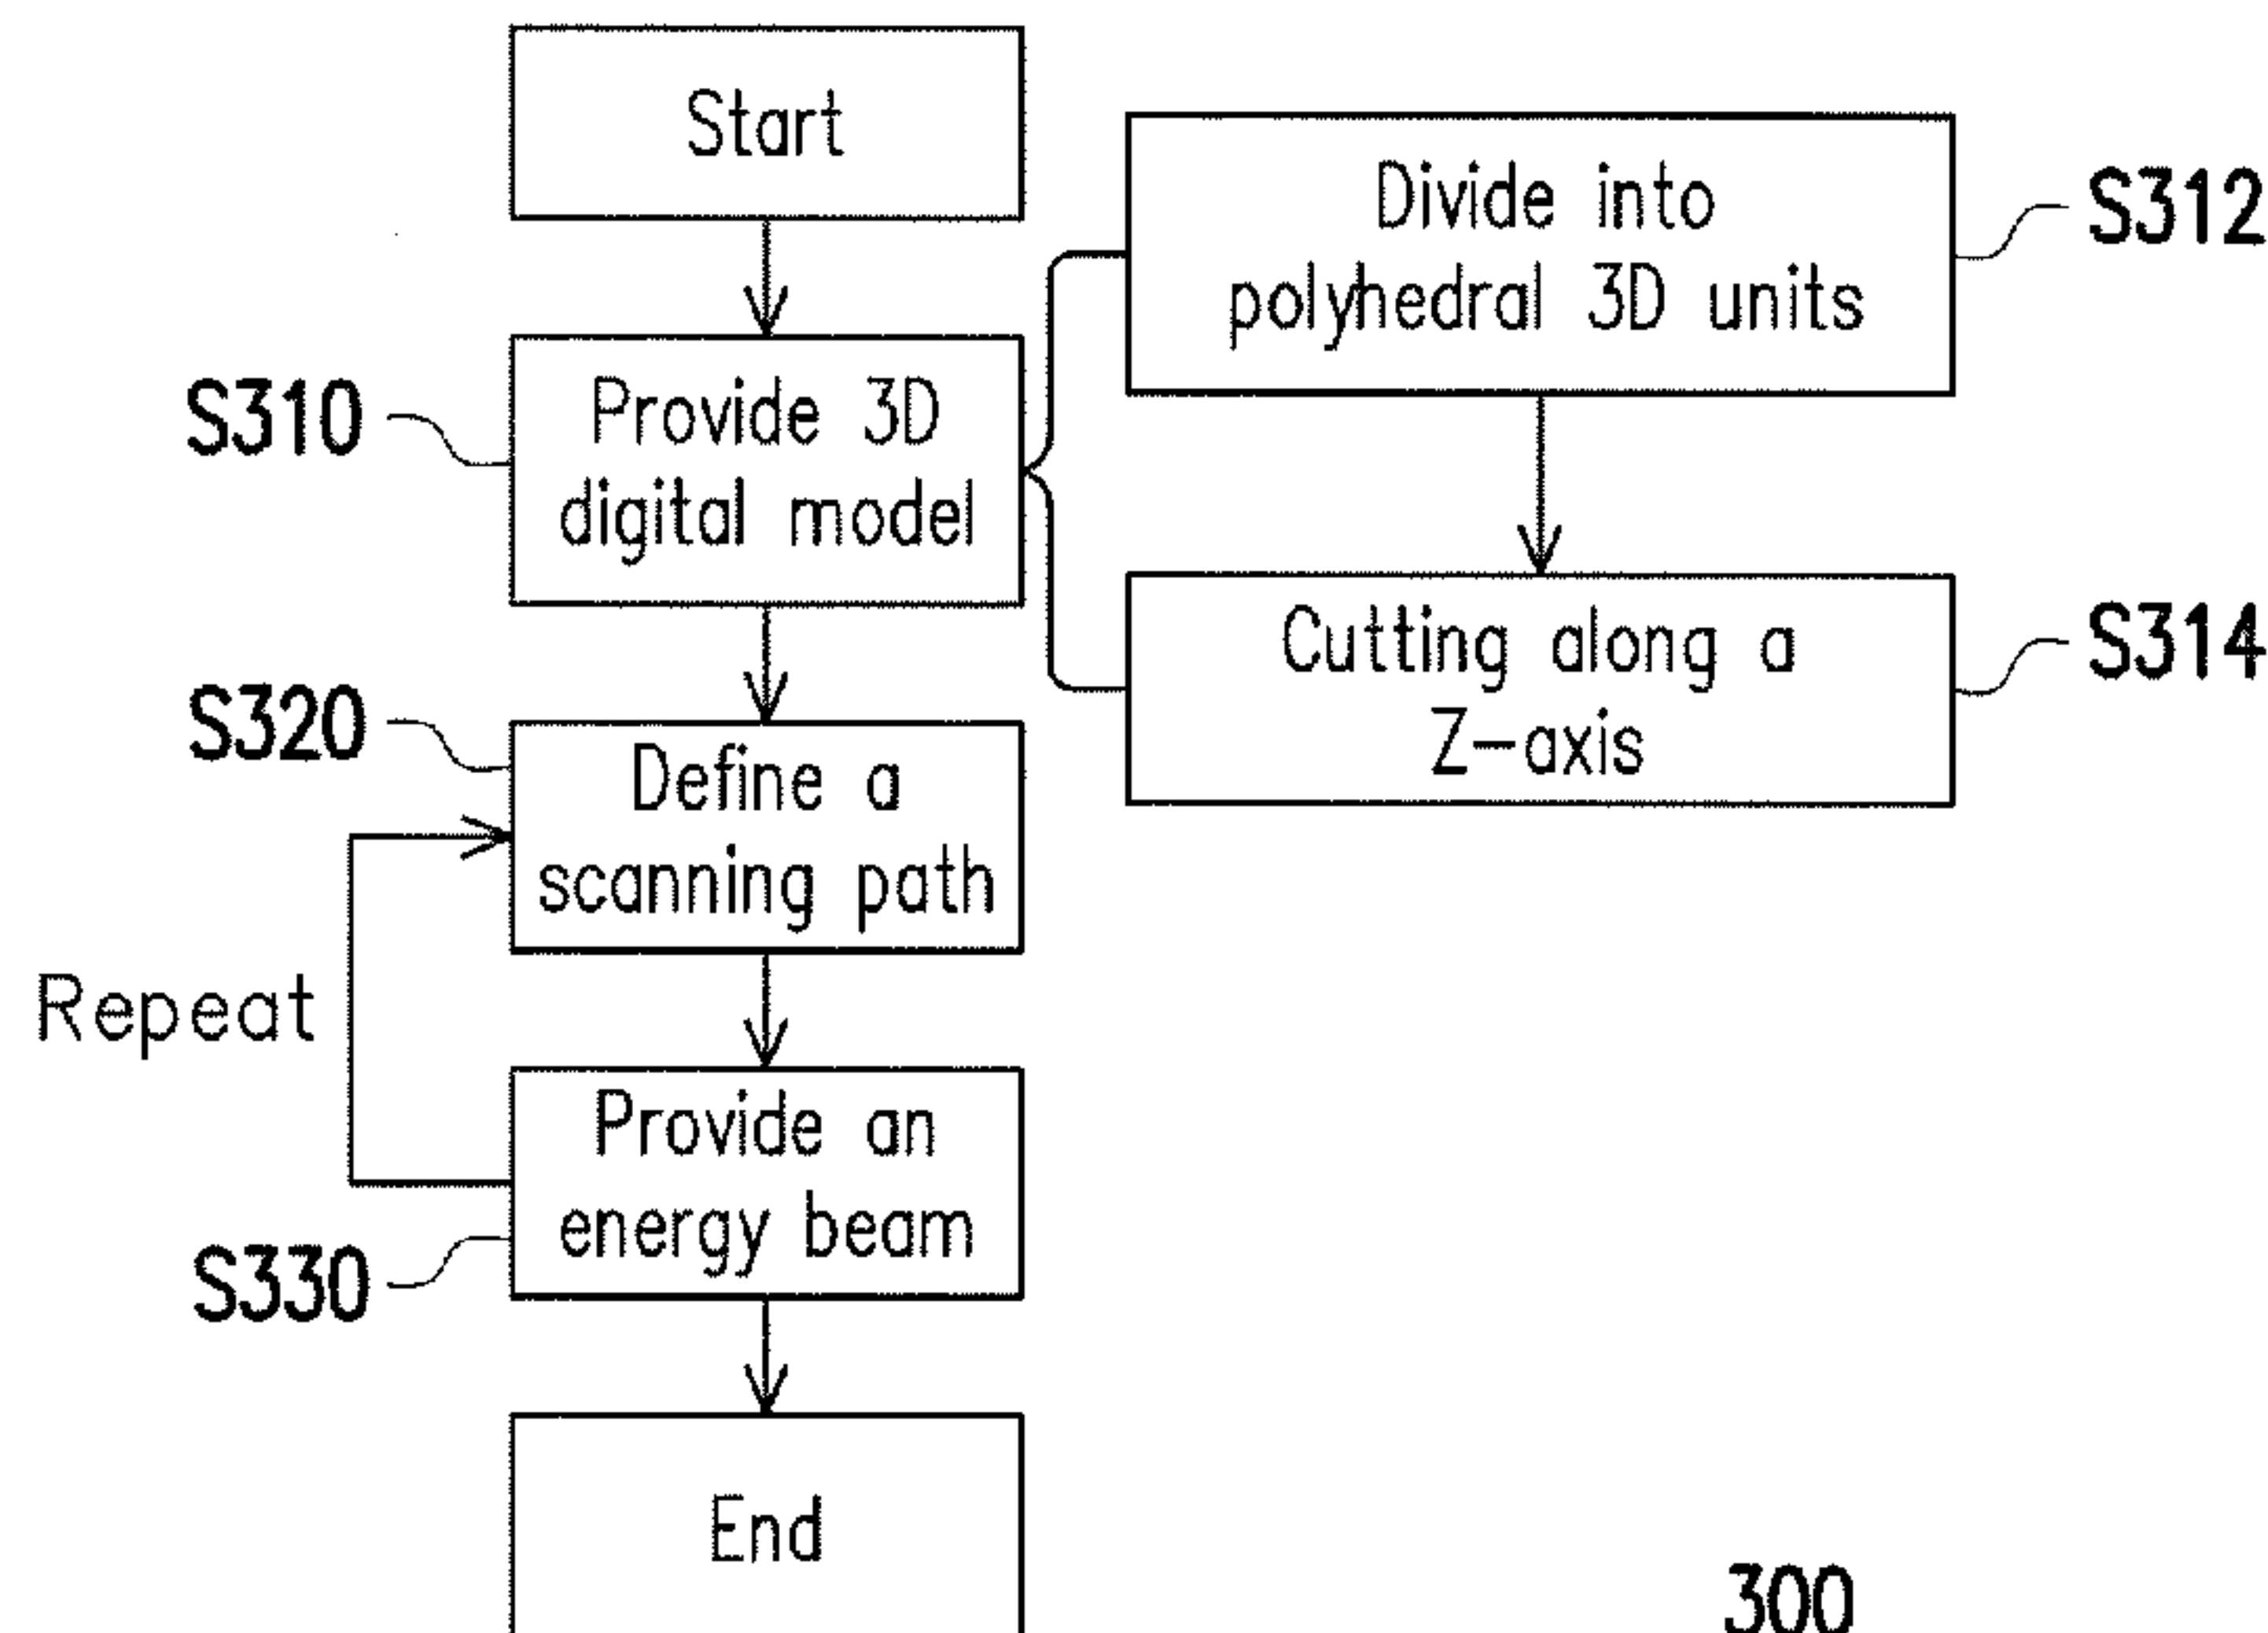 Start
Divide into
polyhedral 3D units
S312
S310
Provide 3D
digital model
Cutting along a
Z-axis
S314
S320
Define a
scanning path
Repeat
Provide an
energy beam
S330
End
300